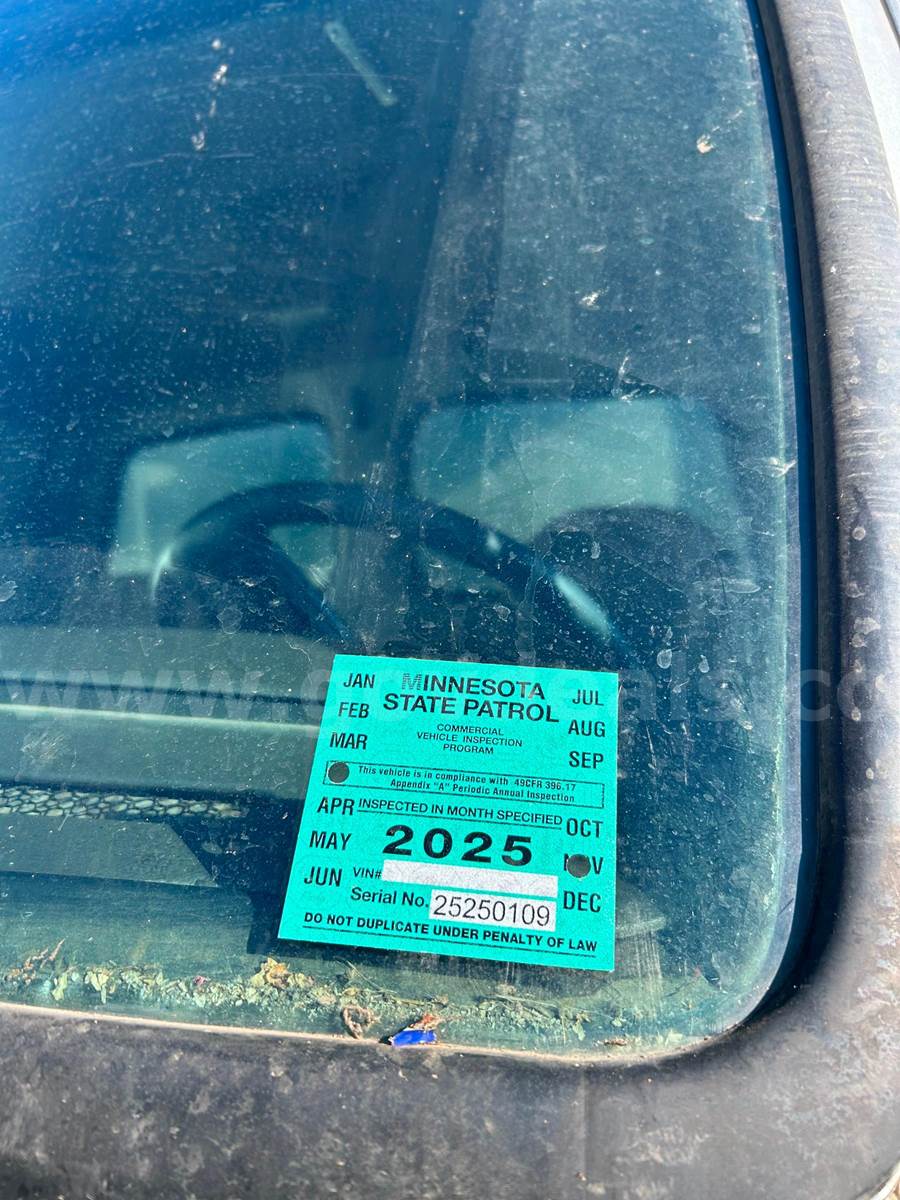 MINNESOTA
STATE PATROL
COMMERCIAL
VEHICLE INSPECTION
PROGRAM
JAN
FEB
MAR
JUL
AUG
SEP
This vehicle is in compliance with 49CFR 396.17
Appendix "A" Periodic Annual Inspection
INSPECTED IN MONTH SPECIFIED
APR
MAY
JUN
2025
OCT
NOV
DEC
VIN#
Serial No. 25250109
DO NOT DUPLICATE UNDER PENALTY OF LAW